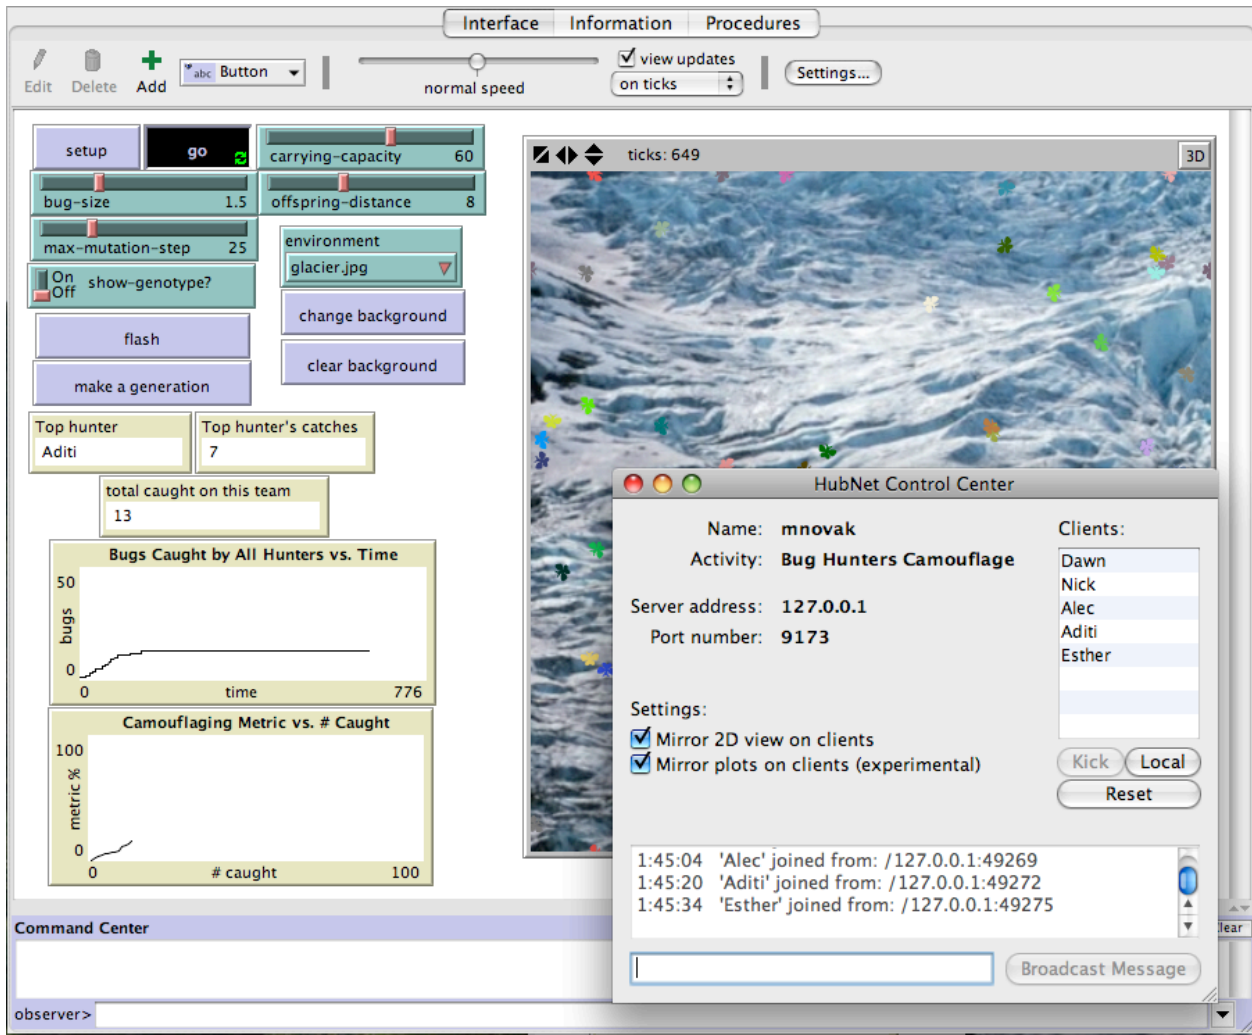 Interface Information Procedures
Edit Delete Add abc Button normal speed view updates on ticks Settings...
setup go carrying-capacity 60
bug-size 1.5 offspring-distance 8
max-mutation-step 25
On
Off show-genotype?
environment
glacier.jpg
flash
change background
make a generation
clear background
Top hunter
Aditi
Top hunter's catches
7
total caught on this team
13
Bugs Caught by All Hunters vs. Time
50
bugs
0
0 time 776
Camouflaging Metric vs. # Caught
100
metric %
0
0 # caught 100
ticks: 649 3D
HubNet Control Center
Name: mnovak
Activity: Bug Hunters Camouflage
Server address: 127.0.0.1
Port number: 9173
Clients:
Dawn
Nick
Alec
Aditi
Esther
Settings:
Mirror 2D view on clients
Mirror plots on clients (experimental)
Kick Local
Reset
1:45:04 'Alec' joined from: /127.0.0.1:49269
1:45:20 'Aditi' joined from: /127.0.0.1:49272
1:45:34 'Esther' joined from: /127.0.0.1:49275
Broadcast Message
Command Center
observer>